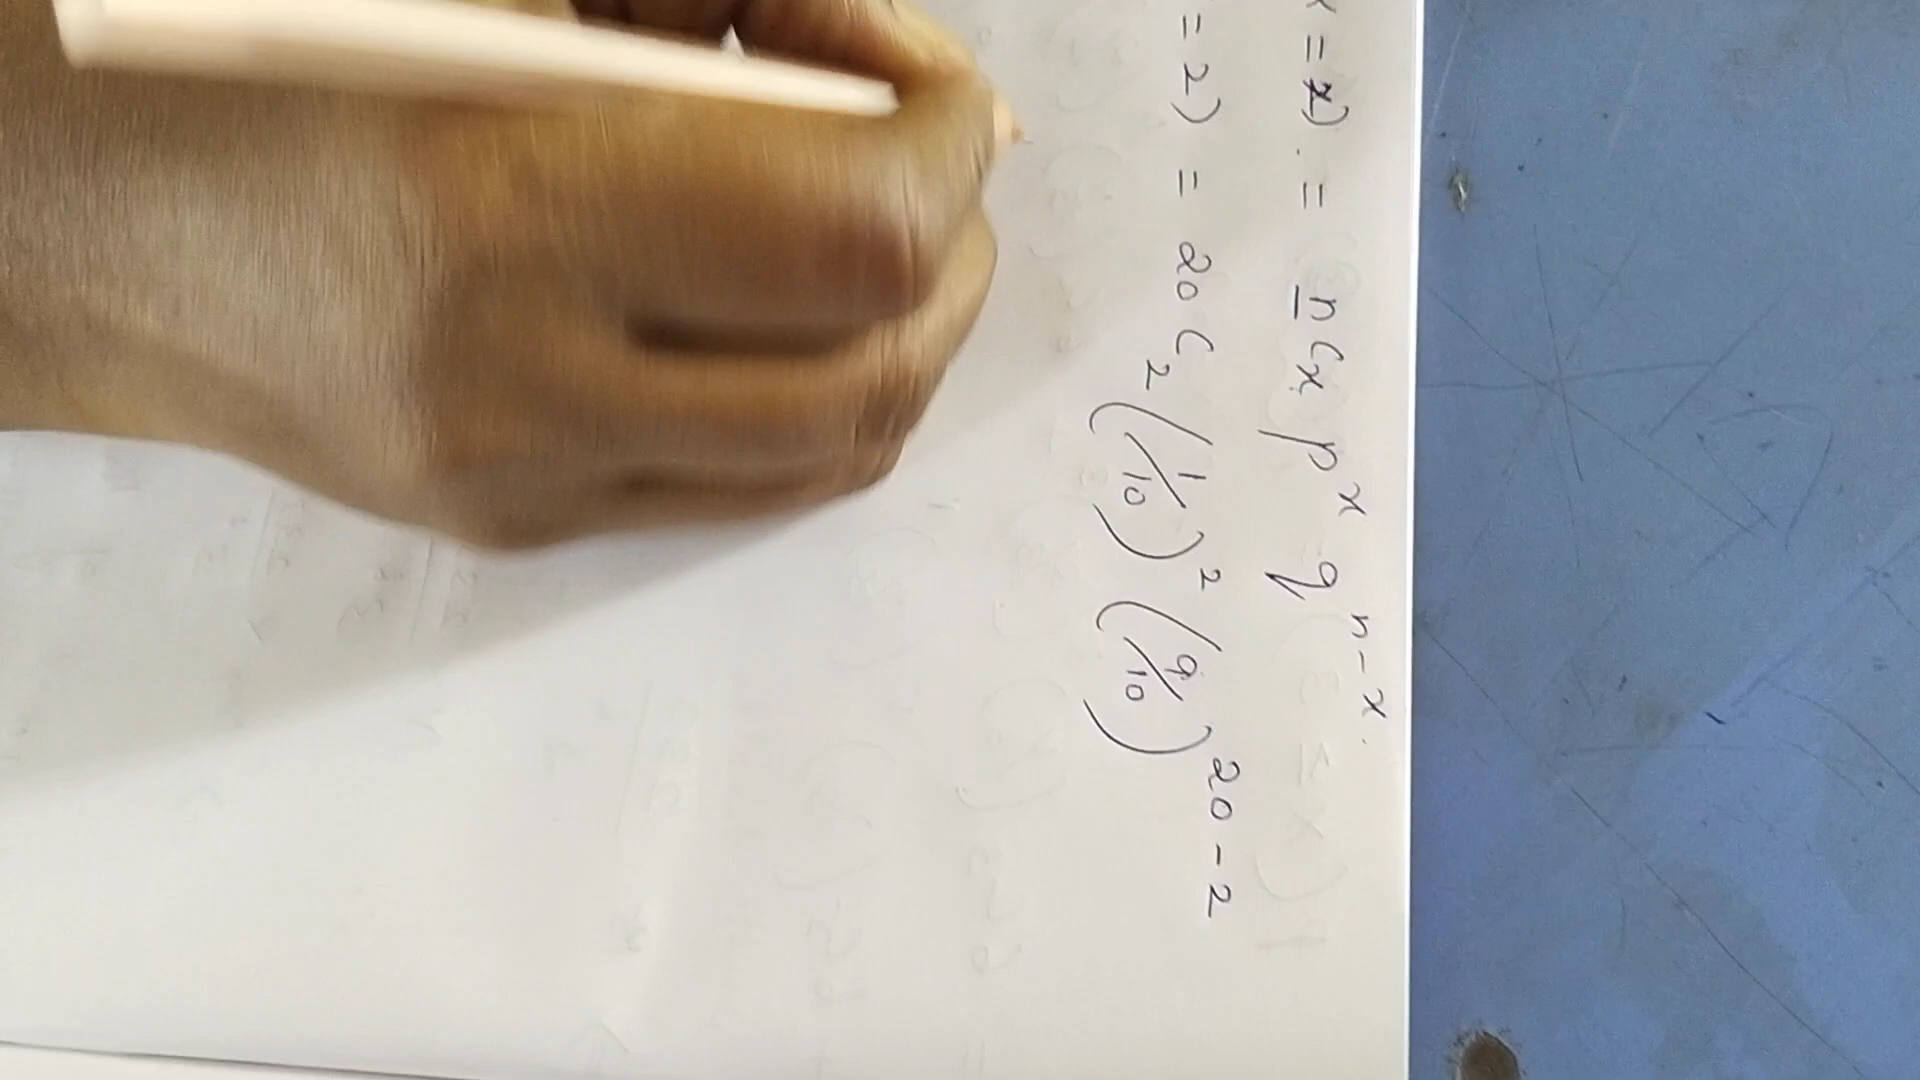 x = x). = nCx p^x q^n-x.
= 2) = 20C2 (1/10)^2 (9/10)^20-2